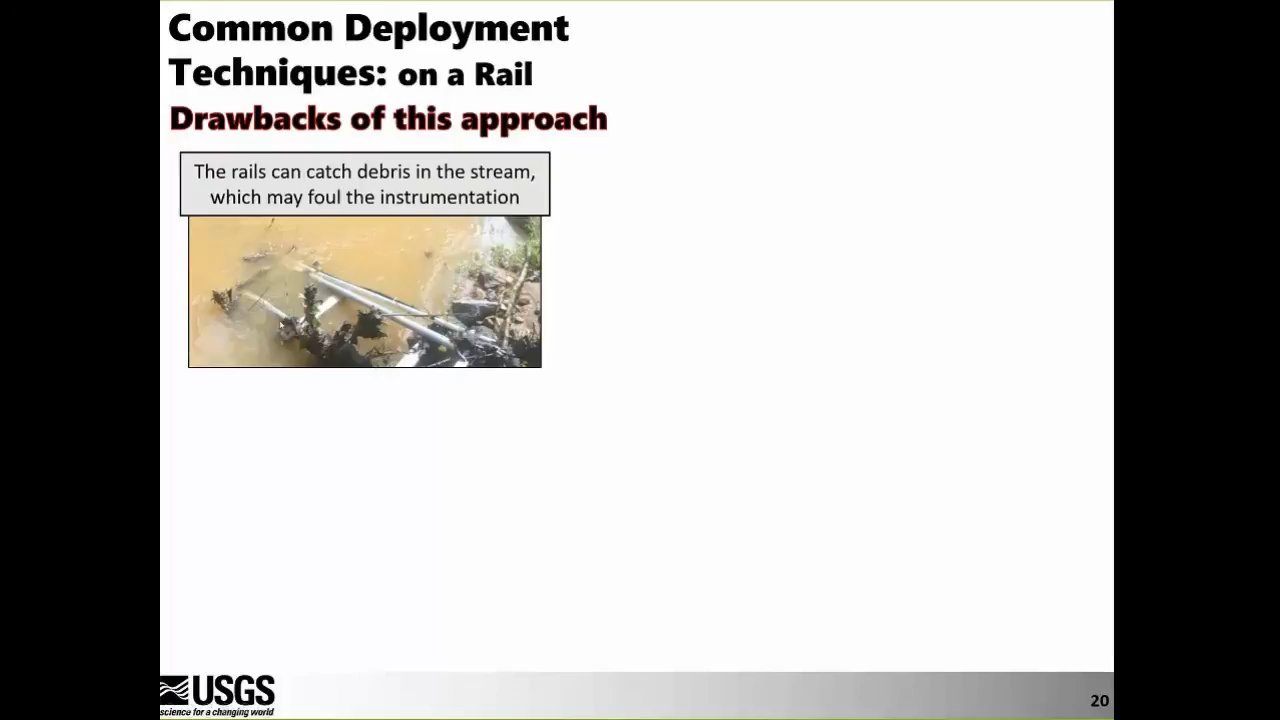 Common Deployment
Techniques: on a Rail
Drawbacks of this approach
The rails can catch debris in the stream,
which may foul the instrumentation
USGS
science for a changing world
20